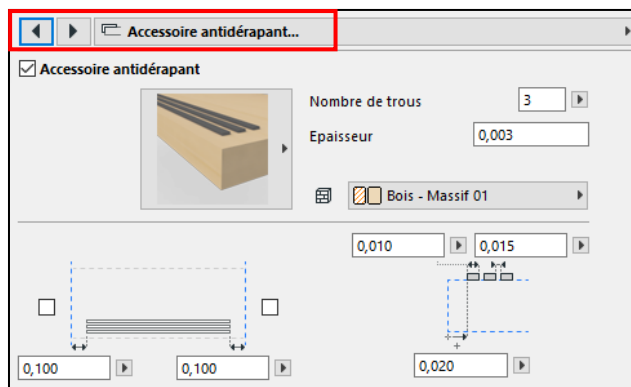 Accessoire antidérapant...
Accessoire antidérapant
Nombre de trous 3
Epaisseur 0,003
Bois - Massif 01
0,010 0,015
0,100 0,100 0,020